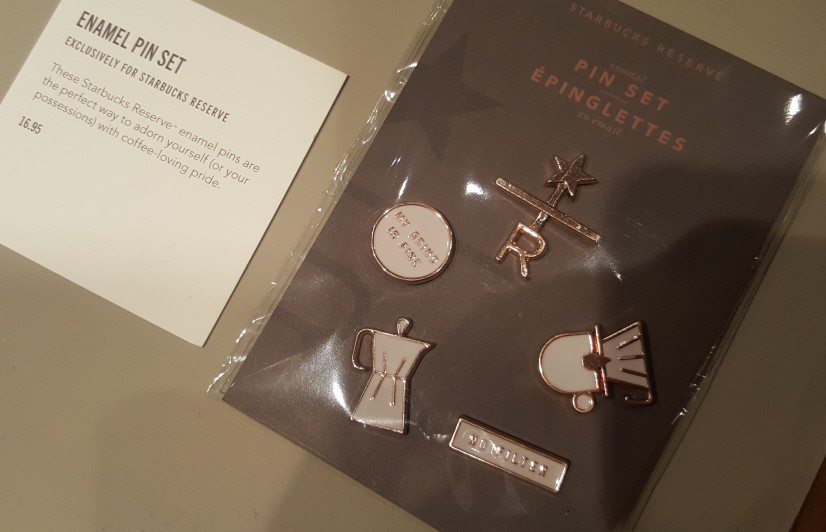 ENAMEL PIN SET
EXCLUSIVELY FOR STARBUCKS RESERVE
These Starbucks Reserve® enamel pins are
the perfect way to adorn yourself (or your
possessions) with coffee-loving pride.
16.95
STARBUCKS RESERVE
enamel
PIN SET
ÉPINGLETTES
en émail
R
MY GRIND
IS FINE
NO FILTER